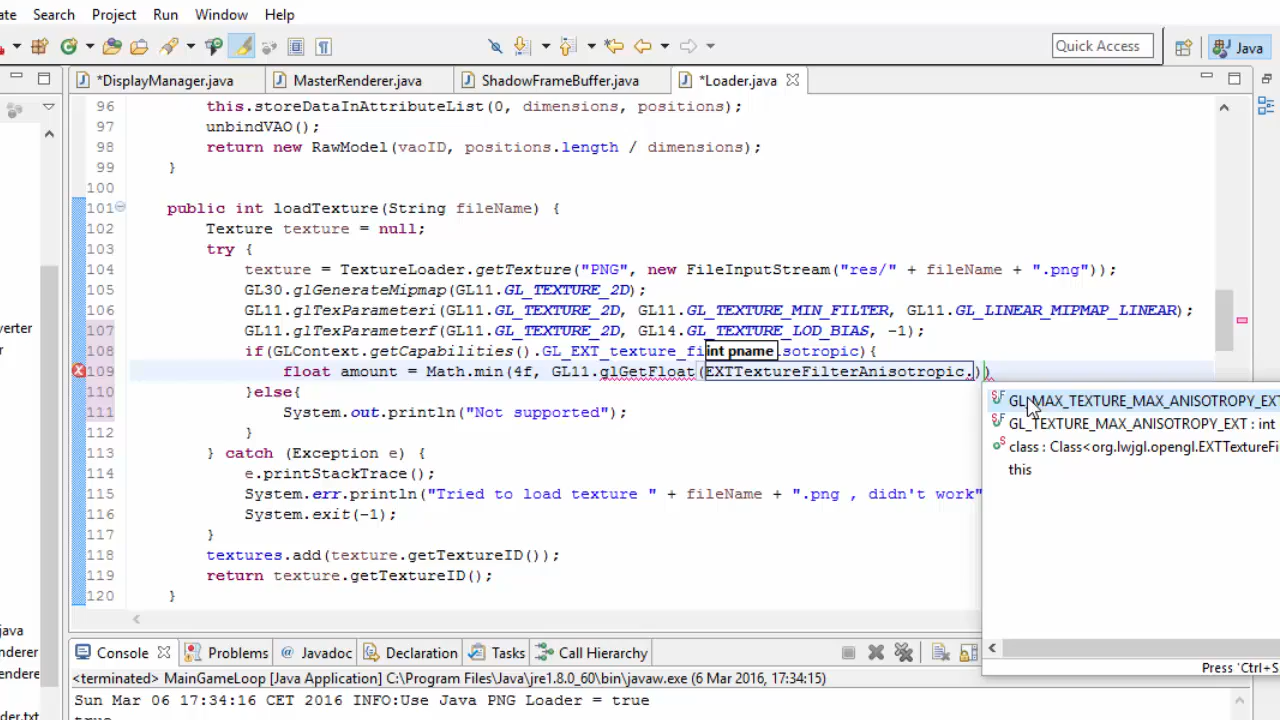 ate Search Project Run Window Help
Quick Access Java
*DisplayManager.java MasterRenderer.java ShadowFrameBuffer.java *Loader.java
96 this.storeDataInAttributeList(0, dimensions, positions);
97 unbindVAO();
98 return new RawModel(vaoID, positions.length / dimensions);
99 }
100
101 public int loadTexture(String fileName) {
102 Texture texture = null;
103 try {
104 texture = TextureLoader.getTexture("PNG", new FileInputStream("res/" + fileName + ".png"));
105 GL30.glGenerateMipmap(GL11.GL_TEXTURE_2D);
106 GL11.glTexParameteri(GL11.GL_TEXTURE_2D, GL11.GL_TEXTURE_MIN_FILTER, GL11.GL_LINEAR_MIPMAP_LINEAR);
107 GL11.glTexParameterf(GL11.GL_TEXTURE_2D, GL14.GL_TEXTURE_LOD_BIAS, -1);
108 if(GLContext.getCapabilities().GL_EXT_texture_fi int pname sotropic){
109 float amount = Math.min(4f, GL11.glGetFloat(EXTTextureFilterAnisotropic.))
110 }else{
111 System.out.println("Not supported");
112 }
113 } catch (Exception e) {
114 e.printStackTrace();
115 System.err.println("Tried to load texture " + fileName + ".png , didn't work"
116 System.exit(-1);
117 }
118 textures.add(texture.getTextureID());
119 return texture.getTextureID();
120 }
GL_MAX_TEXTURE_MAX_ANISOTROPY_EXT
GL_TEXTURE_MAX_ANISOTROPY_EXT : int
class : Class<org.lwjgl.opengl.EXTTextureFi
this
Press 'Ctrl+S
verter
r
java
enderer
endere
der.txt
Console Problems Javadoc Declaration Tasks Call Hierarchy
<terminated> MainGameLoop [Java Application] C:\Program Files\Java\jre1.8.0_60\bin\javaw.exe (6 Mar 2016, 17:34:15)
Sun Mar 06 17:34:16 CET 2016 INFO:Use Java PNG Loader = true
true